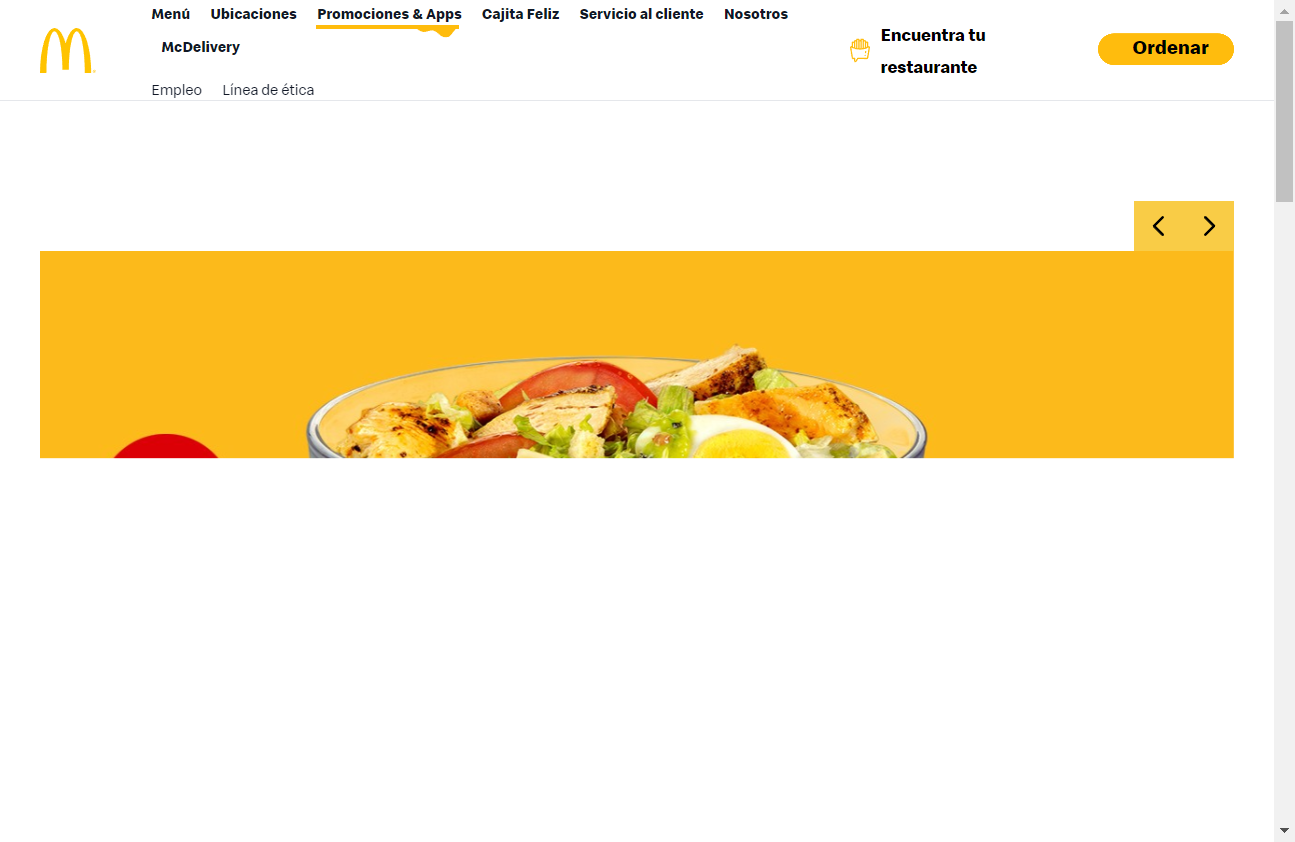 Menú Ubicaciones Promociones & Apps Cajita Feliz Servicio al cliente Nosotros
McDelivery
Empleo Línea de ética
Encuentra tu
restaurante
Ordenar